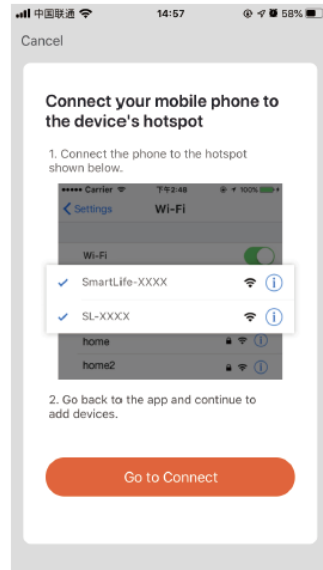 中国联通 14:57 58%
Cancel
Connect your mobile phone to
the device's hotspot
1. Connect the phone to the hotspot
shown below.
Carrier 下午2:48 100%
Settings Wi-Fi
Wi-Fi
SmartLife-XXXX
SL-XXXX
home
home2
2. Go back to the app and continue to
add devices.
Go to Connect